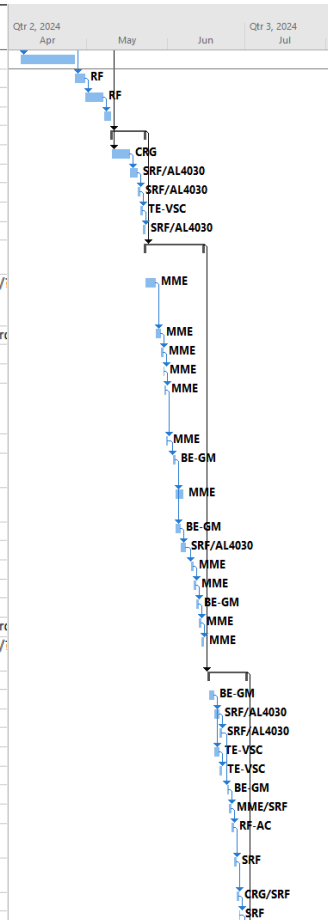 Qtr 2, 2024 Qtr 3, 2024
Apr May Jun Jul
RF
RF
CRG
SRF/AL4030
SRF/AL4030
TE-VSC
SRF/AL4030
MME
MME
MME
MME
MME
MME
BE-GM
MME
BE-GM
SRF/AL4030
MME
MME
BE-GM
MME
MME
BE-GM
SRF/AL4030
SRF/AL4030
TE-VSC
TE-VSC
BE-GM
MME/SRF
RF-AC
SRF
CRG/SRF
SRF